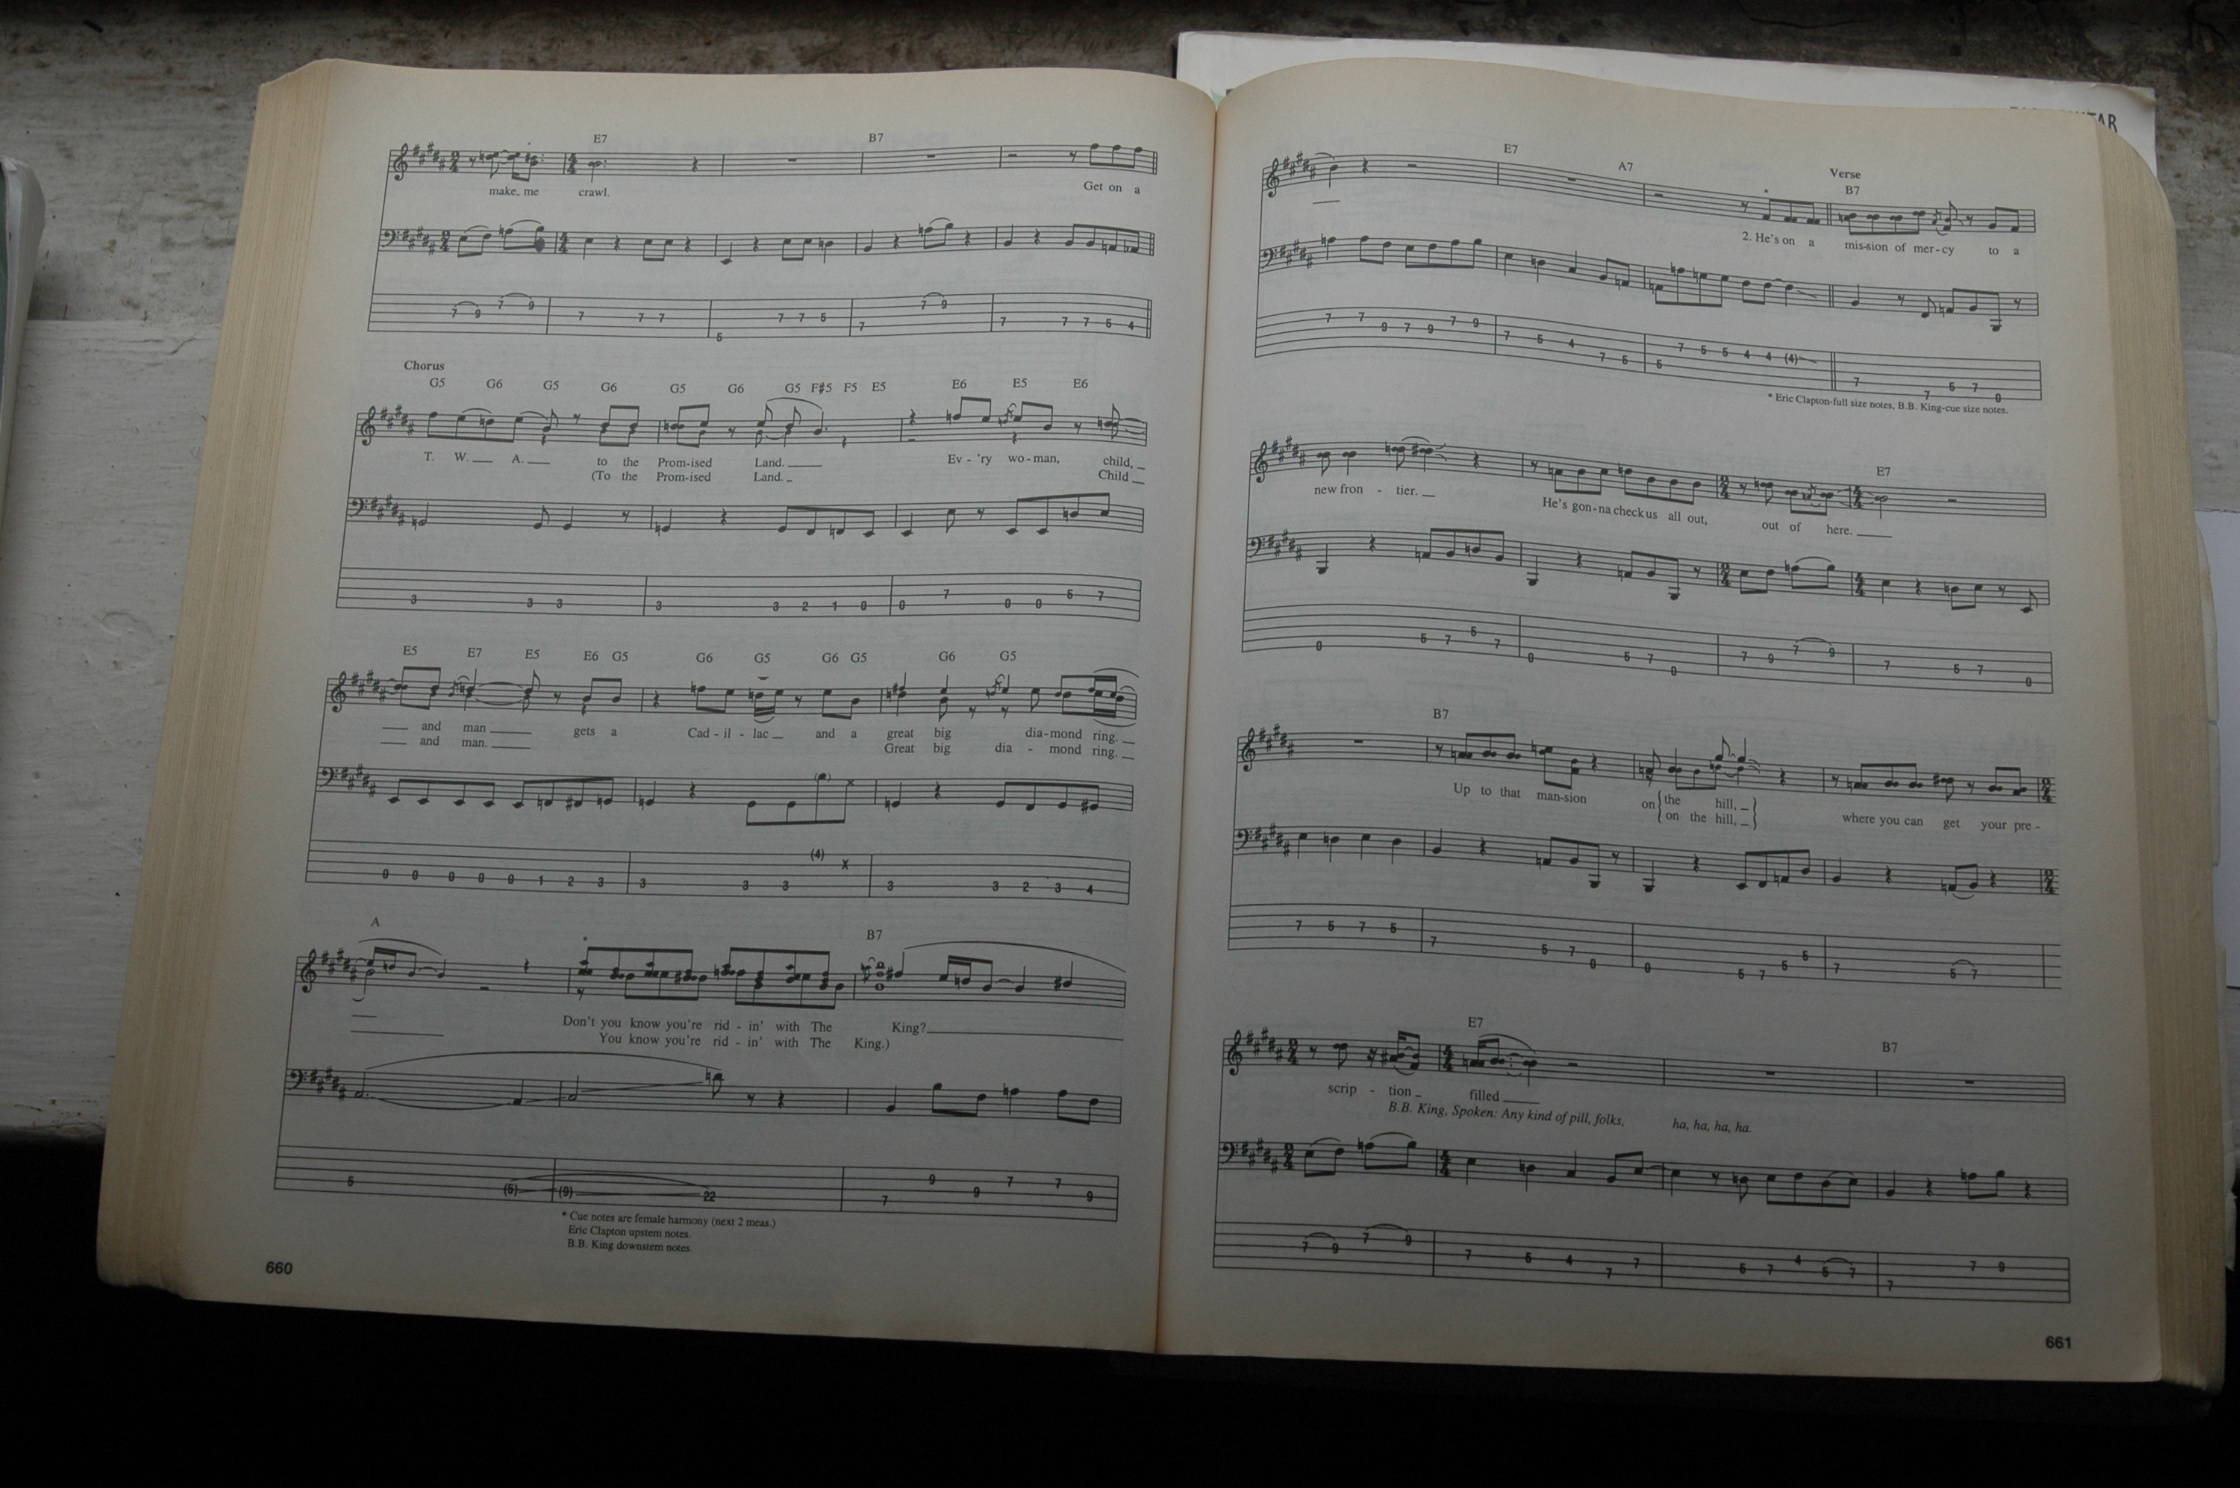 E7 B7
make me crawl. Get on a
7 9 7 9 7 7 7 5 7 7 5 7 7 9 7 7 7 5 4
Chorus
G5 G6 G5 G6 G5 G6 G5 F#5 F5 E5 E6 E5 E6
T. W. A. to the Prom-ised Land. Ev - 'ry wo - man, child,
(To the Prom-ised Land. Child
3 3 3 3 3 2 1 0 0 7 0 0 5 7
E5 E7 E5 E6 G5 G6 G5 G6 G5 G6 G5
and man gets a Cad - il - lac and a great big dia-mond ring.
and man. Great big dia - mond ring.
0 0 0 0 0 1 2 3 3 3 3 (4) x 3 3 2 3 4
A B7
Don't you know you're rid - in' with The King?
You know you're rid - in' with The King.)
5 (5) (9) 22 7 9 9 7 7 9
* Cue notes are female harmony (next 2 meas.)
Eric Clapton upstem notes.
B.B. King downstem notes.
660
TAR
E7 A7 Verse
B7
2. He's on a mis-sion of mer-cy to a
7 7 9 7 9 7 9 7 5 4 7 5 5 7 5 5 4 4 (4) 7 7 5 7 0
* Eric Clapton-full size notes, B.B. King-cue size notes.
E7
new fron - tier. He's gon-na check us all out, out of here.
0 5 7 5 7 0 5 7 0 7 9 7 9 7 5 7 0
B7
Up to that man-sion on {the hill, } where you can get your pre -
{on the hill, }
7 5 7 5 7 5 7 0 0 5 7 5 5 7 5 7
E7 B7
scrip - tion filled
B.B. King, Spoken: Any kind of pill, folks, ha, ha, ha, ha.
7 9 7 9 7 5 4 7 7 5 7 4 5 7 7 7 9
661